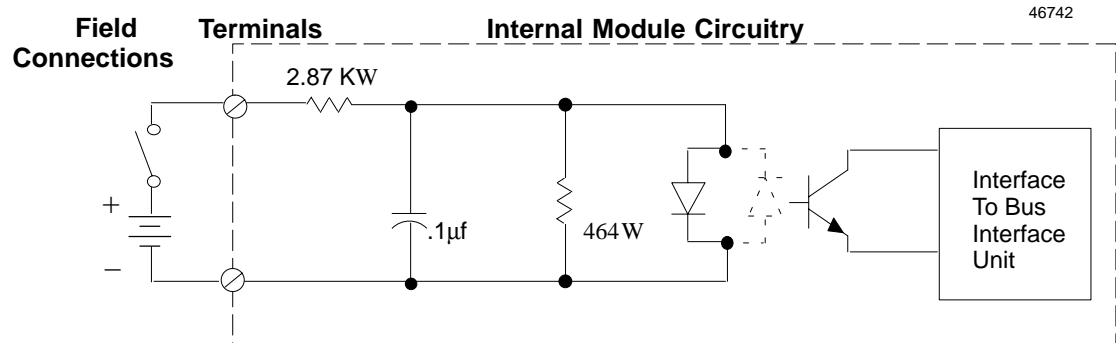 46742
Field
Connections
Terminals
Internal Module Circuitry
2.87 KW
+
.1µf
464W
−
Interface
To Bus
Interface
Unit